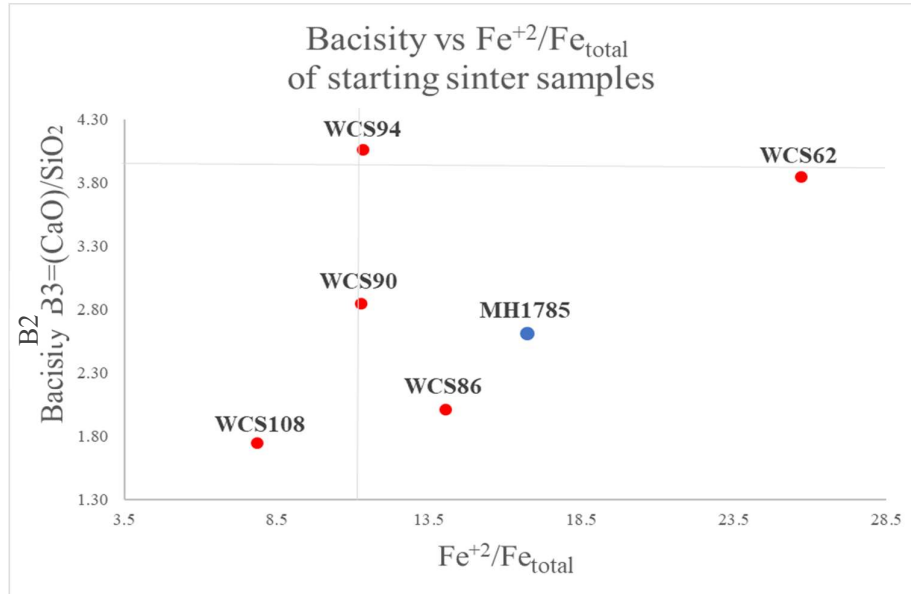 Bacisity vs Fe⁺²/Feₜₒₜₐₗ
of starting sinter samples
Bacisity B3=(CaO)/SiO₂
B2
4.30
3.80
3.30
2.80
2.30
1.80
1.30
WCS94
WCS62
WCS90
MH1785
WCS86
WCS108
3.5 8.5 13.5 18.5 23.5 28.5
Fe⁺²/Feₜₒₜₐₗ